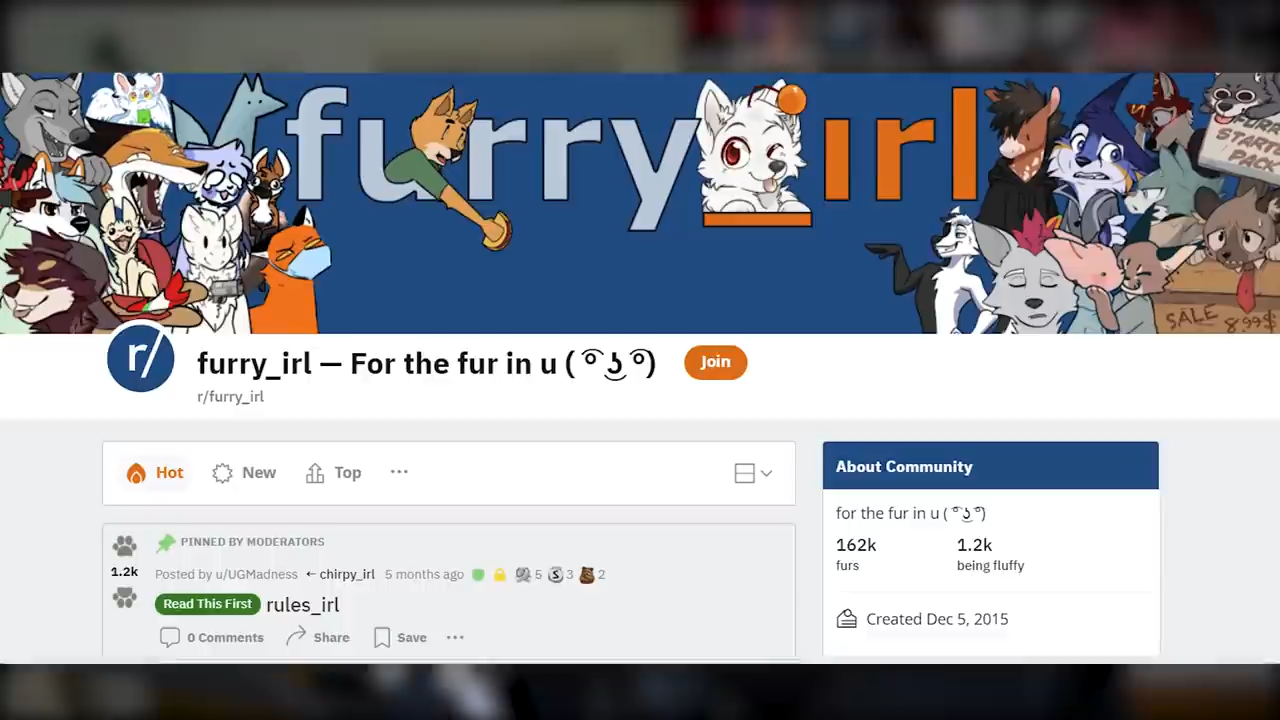 furry_irl
STARTER
PACK
SALE 8.99$
r/
furry_irl — For the fur in u ( ͡° ͜ʖ ͡°)
Join
r/furry_irl
Hot New Top ...
About Community
for the fur in u ( ͡° ͜ʖ ͡°)
162k 1.2k
furs being fluffy
Created Dec 5, 2015
PINNED BY MODERATORS
1.2k
Posted by u/UGMadness ←chirpy_irl 5 months ago 5 3 2
Read This First rules_irl
0 Comments Share Save ...